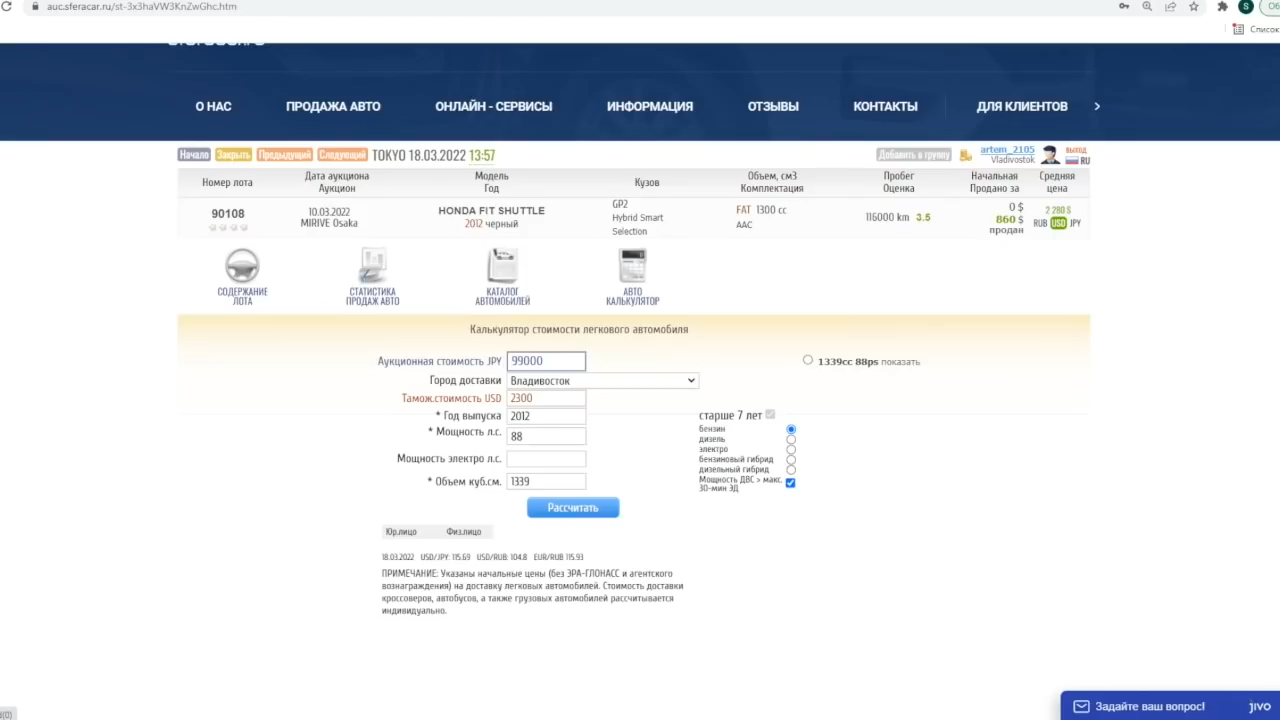 auc.sferacar.ru/st-3x3haVW3KnZwGhc.htm
S
Об
Список
О НАС ПРОДАЖА АВТО ОНЛАЙН - СЕРВИСЫ ИНФОРМАЦИЯ ОТЗЫВЫ КОНТАКТЫ ДЛЯ КЛИЕНТОВ
Начало Закрыть Предыдущий Следующий TOKYO 18.03.2022 13:57 Добавить в группу artem_2105 выход
Vladivostok RU
Номер лота Дата аукциона Аукцион Модель Год Кузов Объем, см3 Комплектация Пробег Оценка Начальная Продано за Средняя цена
90108 10.03.2022 HONDA FIT SHUTTLE GP2 FAT 1300 cc 116000 km 3.5 0 $ 2 280 $
MIRIVE Osaka 2012 черный Hybrid Smart AAC 860 $ RUB USD JPY
Selection продан
СОДЕРЖАНИЕ ЛОТА
СТАТИСТИКА ПРОДАЖ АВТО
КАТАЛОГ АВТОМОБИЛЕЙ
АВТО КАЛЬКУЛЯТОР
Калькулятор стоимости легкового автомобиля
Аукционная стоимость JPY 99000 1339cc 88ps показать
Город доставки Владивосток
Тамож.стоимость USD 2300
* Год выпуска 2012 старше 7 лет
* Мощность л.с. 88 бензин
дизель
электро
Мощность электро л.с. бензиновый гибрид
дизельный гибрид
* Объем куб.см. 1339 Мощность ДВС > макс.
30-мин ЭД
Рассчитать
Юр.лицо Физ.лицо
18.03.2022 USD/JPY: 115.69 USD/RUB: 104.8 EUR/RUB 115.93
ПРИМЕЧАНИЕ: Указаны начальные цены (без ЭРА-ГЛОНАСС и агентского
вознаграждения) на доставку легковых автомобилей. Стоимость доставки
кроссоверов, автобусов, а также грузовых автомобилей рассчитывается
индивидуально.
Задайте ваш вопрос! jivo